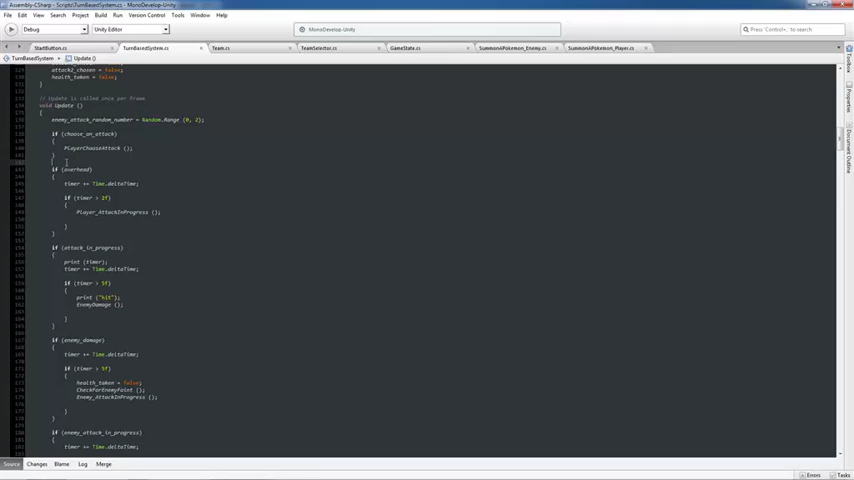 Assembly-CSharp - Scripts\TurnBasedSystem.cs - MonoDevelop-Unity
File Edit View Search Project Build Run Version Control Tools Window Help
Debug Unity Editor MonoDevelop-Unity Press 'Control+,' to search
StartButton.cs TurnBasedSystem.cs Team.cs TeamSelector.cs GameState.cs SummonAPokemon_Enemy.cs SummonAPokemon_Player.cs
TurnBasedSystem Update ()
Toolbox
Properties
attack2_chosen = false;
health_taken = false;
}
// Update is called once per frame
void Update ()
{
enemy_attack_random_number = Random.Range (0, 2);
if (choose_an_attack)
{
PlayerChooseAttack ();
}
if (overhead)
{
timer += Time.deltaTime;
if (timer > 2f)
{
Player_AttackInProgress ();
}
}
if (attack_in_progress)
{
print (timer);
timer += Time.deltaTime;
if (timer > 5f)
{
print ("hit");
EnemyDamage ();
}
}
if (enemy_damage)
{
timer += Time.deltaTime;
if (timer > 5f)
{
health_taken = false;
CheckForEnemyFaint ();
Enemy_AttackInProgress ();
}
}
if (enemy_attack_in_progress)
{
timer += Time.deltaTime;
Source Changes Blame Log Merge
Errors Tasks